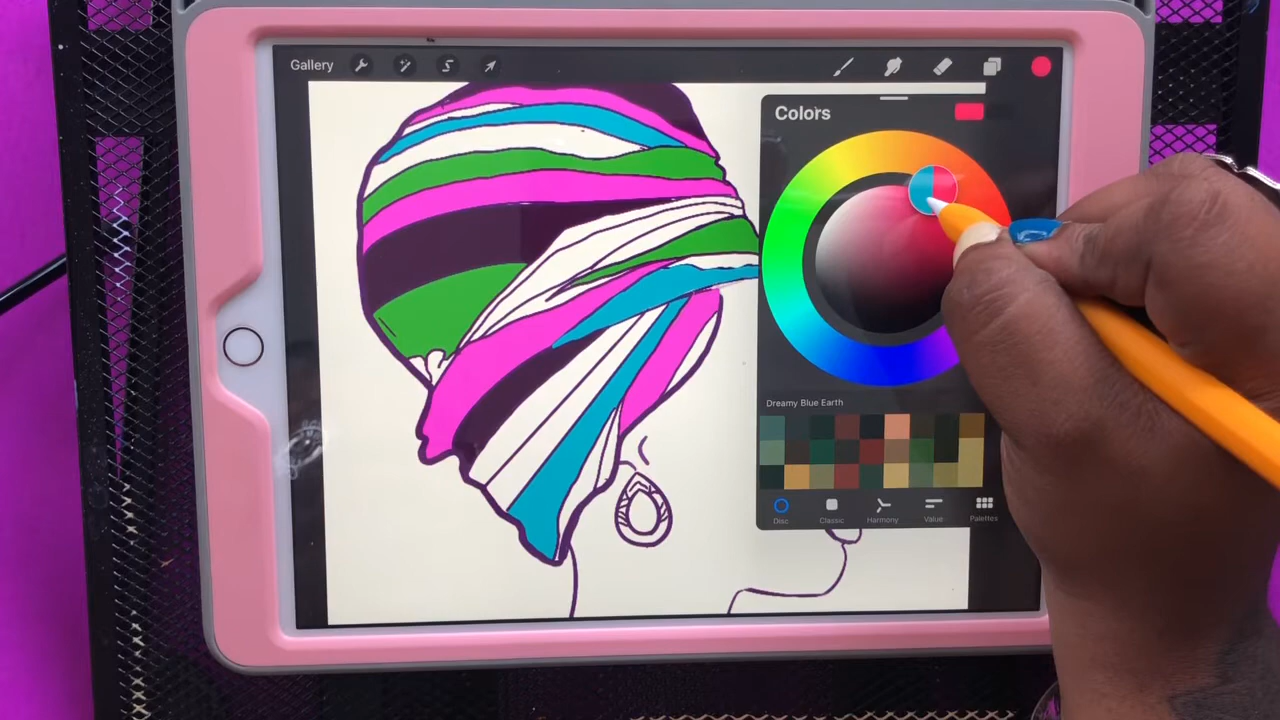 Gallery
Colors
Dreamy Blue Earth
Disc
Classic
Harmony
Value
Palettes